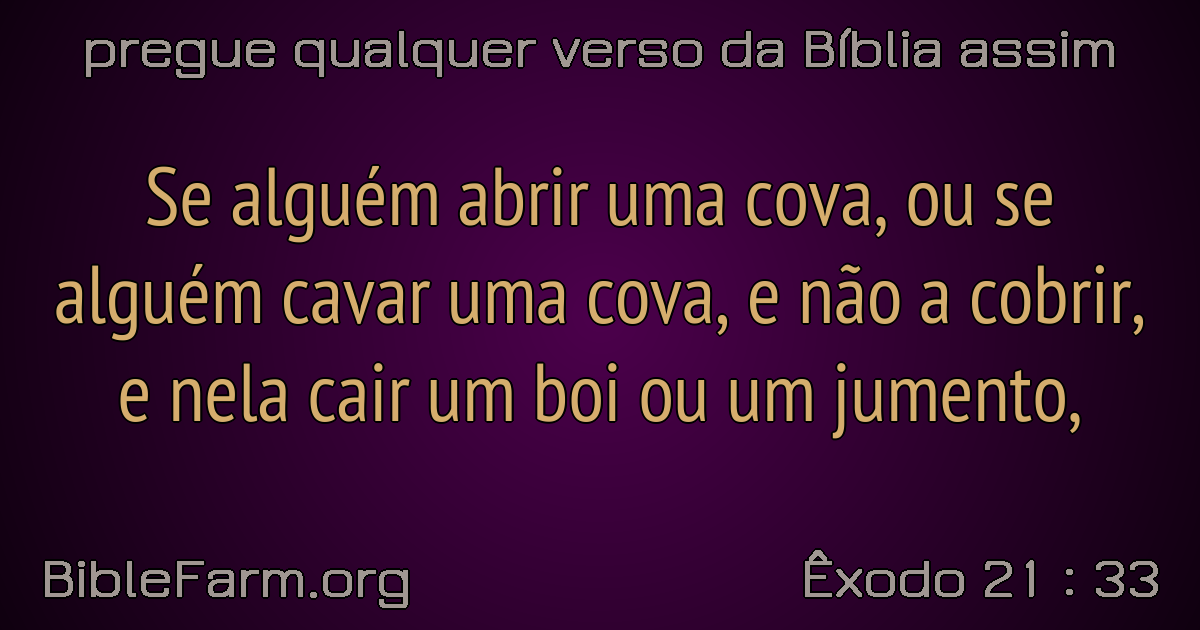 pregue qualquer verso da Bíblia assim
Se alguém abrir uma cova, ou se
alguém cavar uma cova, e não a cobrir,
e nela cair um boi ou um jumento,
BibleFarm.org
Êxodo 21 : 33